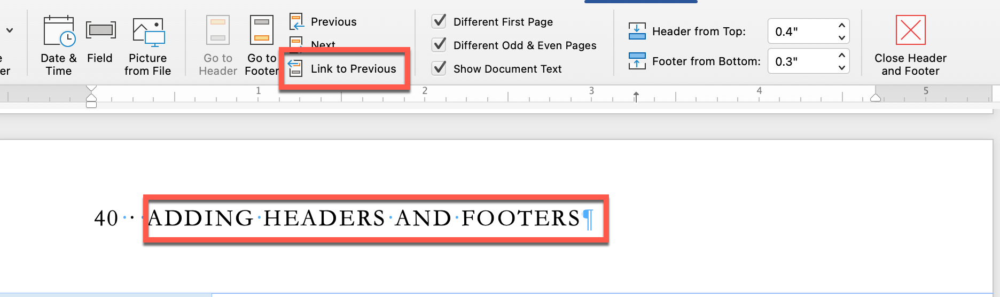 Date &
Time
Field
Picture
from File
Go to
Header
Go to
Footer
Previous
Next
Link to Previous
Different First Page
Different Odd & Even Pages
Show Document Text
Header from Top: 0.4"
Footer from Bottom: 0.3"
Close Header
and Footer
1 2 3 4 5
40 · · · ADDING·HEADERS·AND·FOOTERS¶